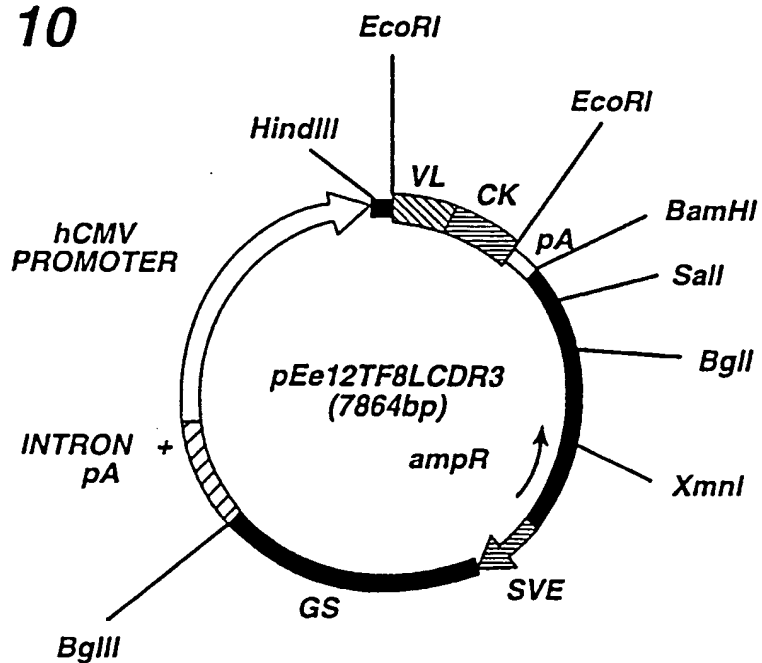 10
EcoRI
EcoRI
HindIII
VL
CK
pA
BamHI
SalI
BglI
XmnI
hCMV
PROMOTER
pEe12TF8LCDR3
(7864bp)
ampR
INTRON +
pA
SVE
GS
BglII